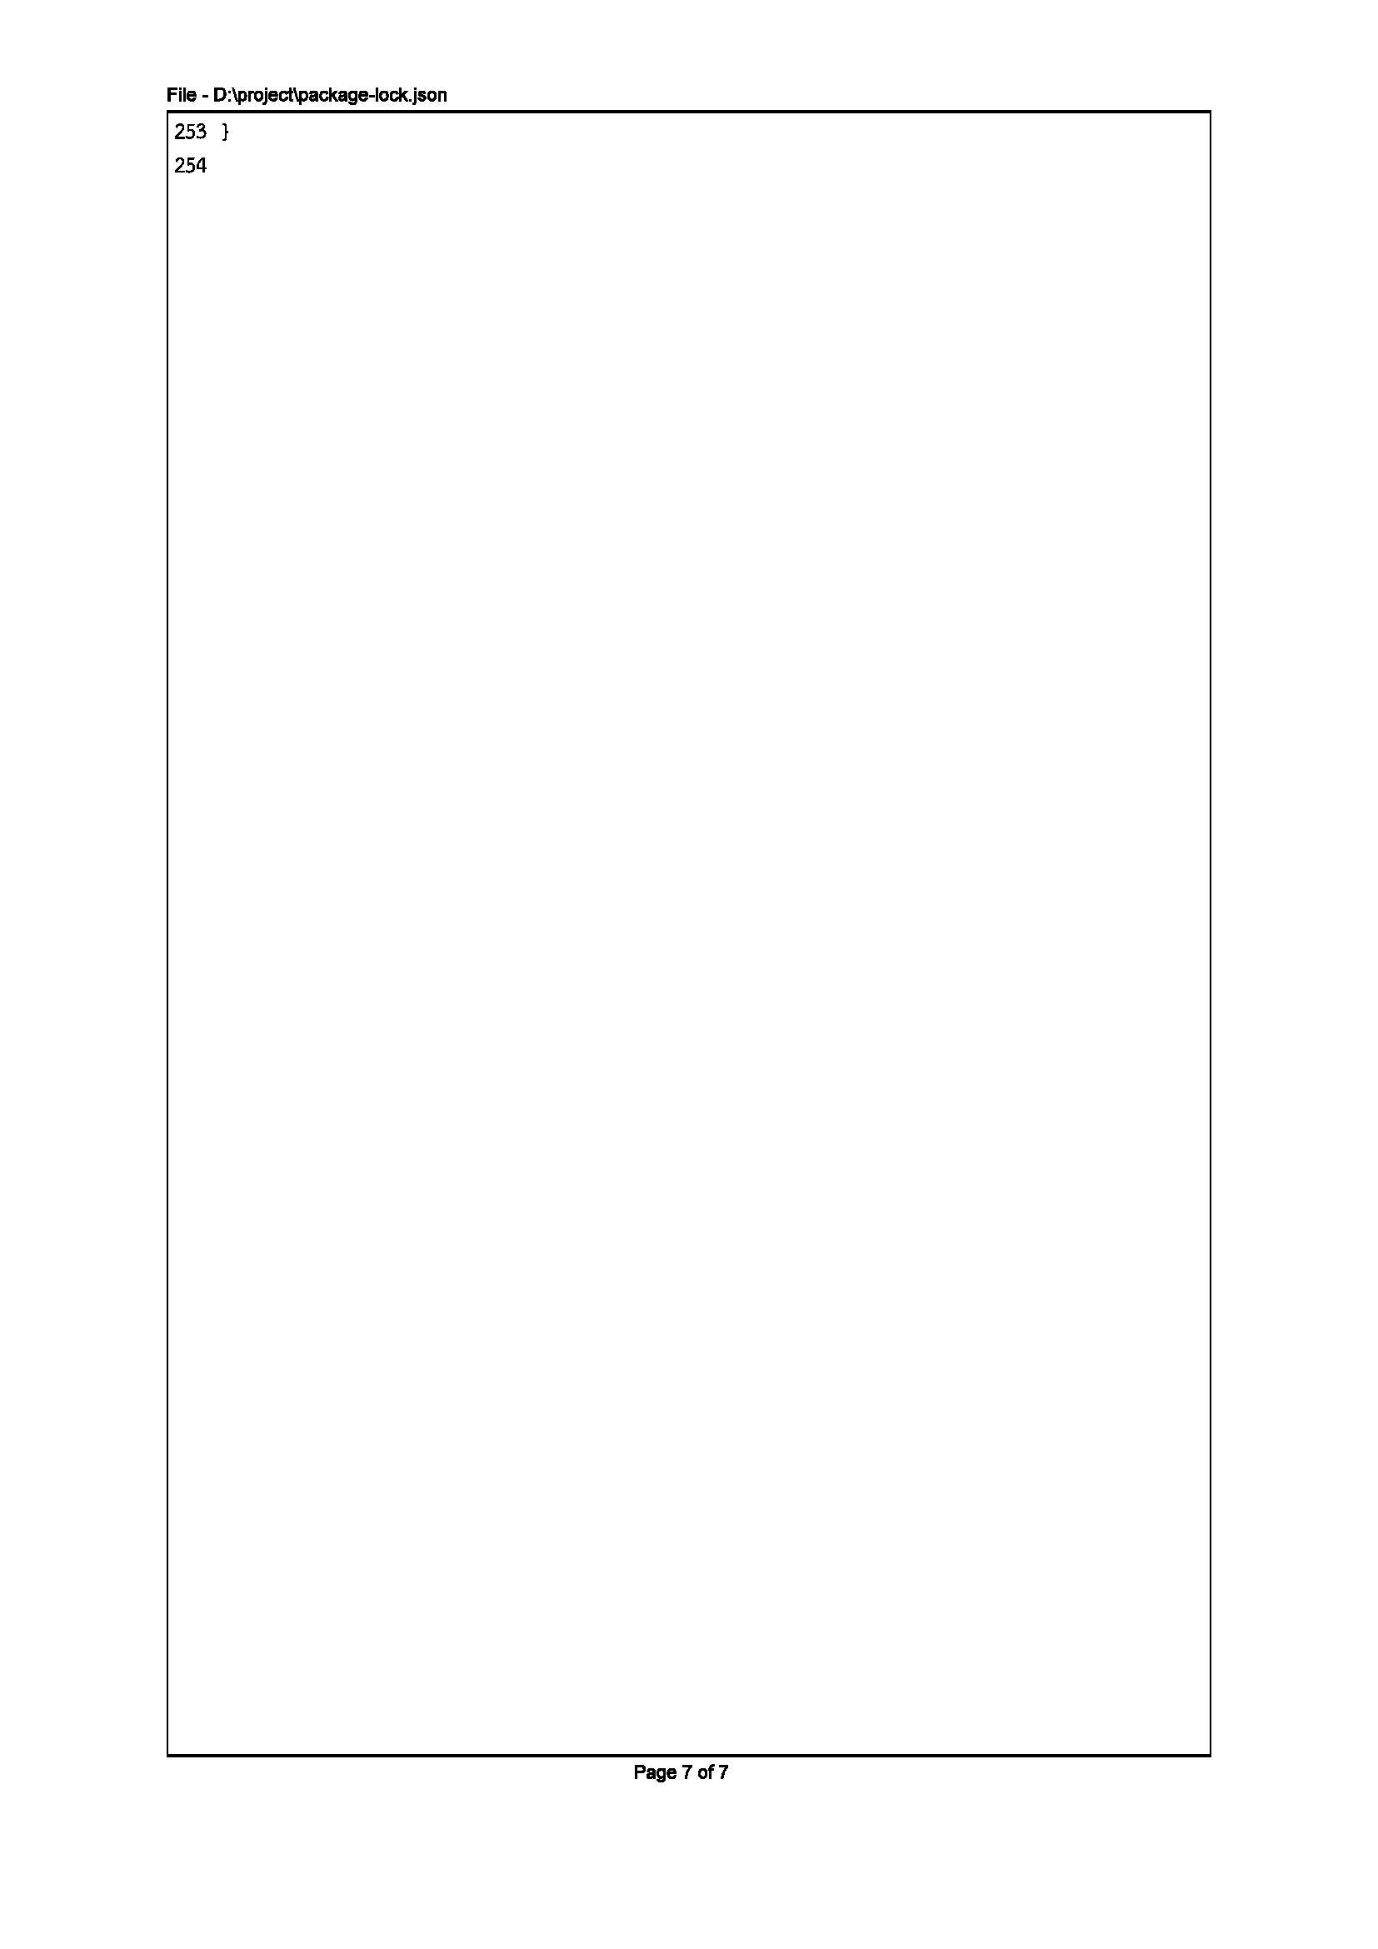 File - D:\project\package-lock.json
253 }
254
Page 7 of 7